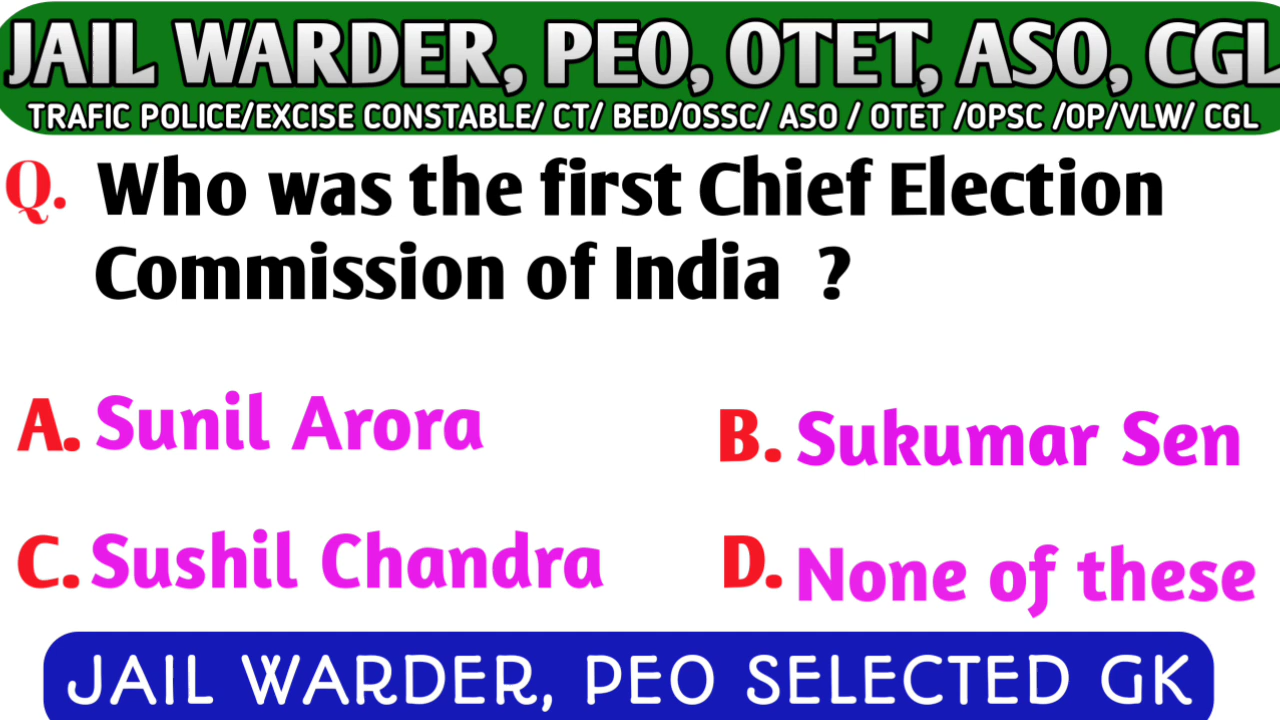 JAIL WARDER, PEO, OTET, ASO, CGL
TRAFIC POLICE/EXCISE CONSTABLE/ CT/ BED/OSSC/ ASO / OTET /OPSC /OP/VLW/ CGL
Q. Who was the first Chief Election
Commission of India ?
A. Sunil Arora
B. Sukumar Sen
C. Sushil Chandra
D. None of these
JAIL WARDER, PEO SELECTED GK